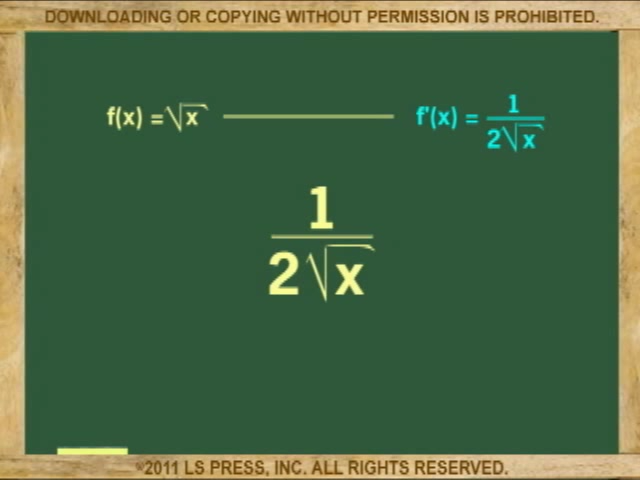 DOWNLOADING OR COPYING WITHOUT PERMISSION IS PROHIBITED.
f(x) = √x f'(x) = 1/(2√x)
1
2√x
©2011 LS PRESS, INC. ALL RIGHTS RESERVED.